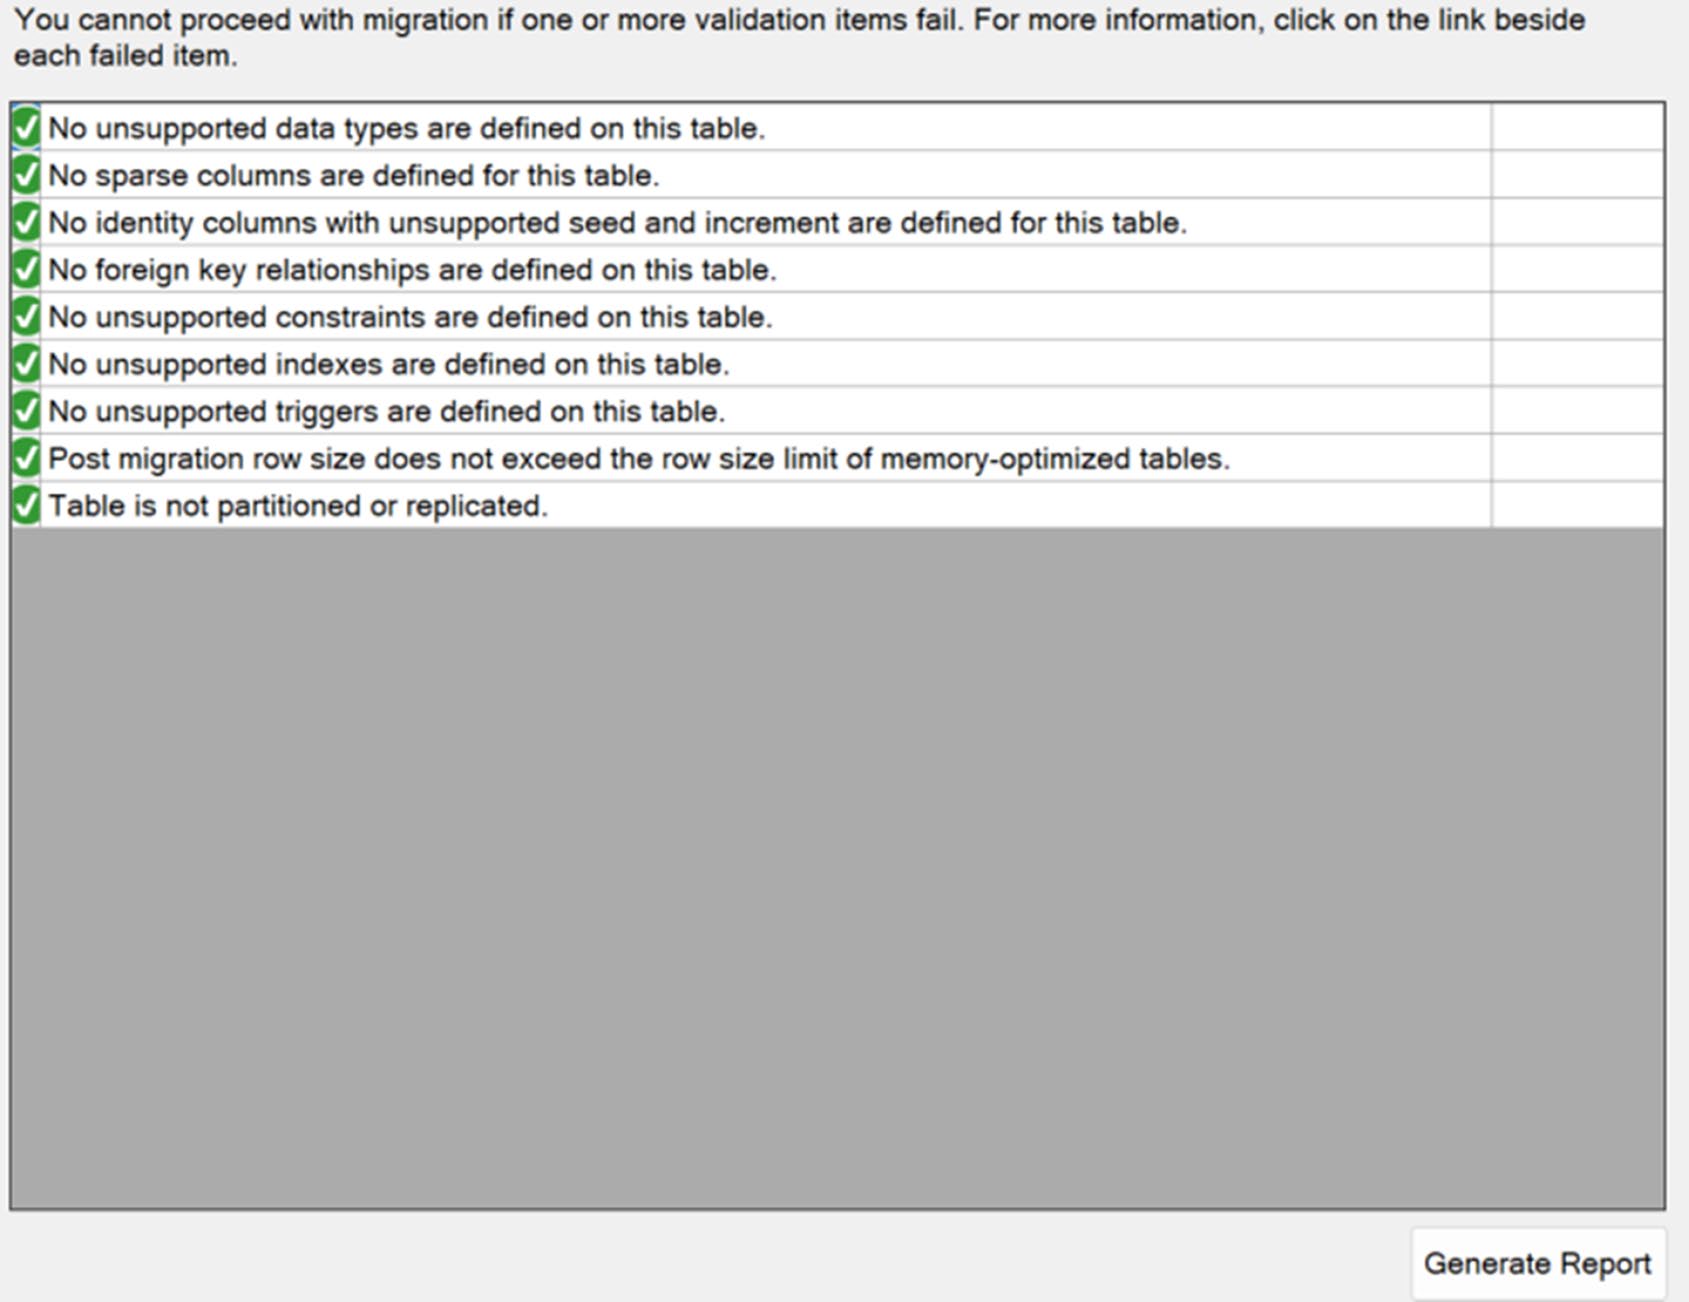 You cannot proceed with migration if one or more validation items fail. For more information, click on the link beside
each failed item.
No unsupported data types are defined on this table.
No sparse columns are defined for this table.
No identity columns with unsupported seed and increment are defined for this table.
No foreign key relationships are defined on this table.
No unsupported constraints are defined on this table.
No unsupported indexes are defined on this table.
No unsupported triggers are defined on this table.
Post migration row size does not exceed the row size limit of memory-optimized tables.
Table is not partitioned or replicated.
Generate Report